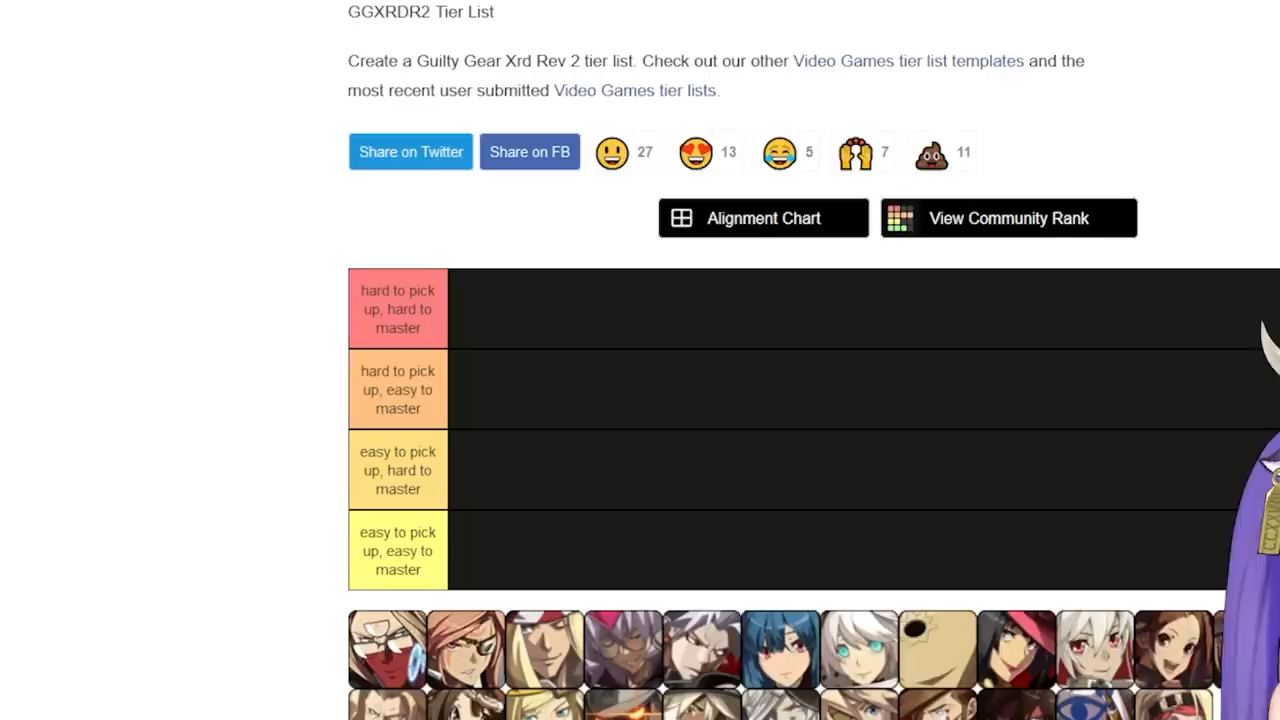 GGXRDR2 Tier List
Create a Guilty Gear Xrd Rev 2 tier list. Check out our other Video Games tier list templates and the
most recent user submitted Video Games tier lists.
Share on Twitter
Share on FB
27
13
5
7
11
Alignment Chart
View Community Rank
hard to pick
up, hard to
master
hard to pick
up, easy to
master
easy to pick
up, hard to
master
easy to pick
up, easy to
master